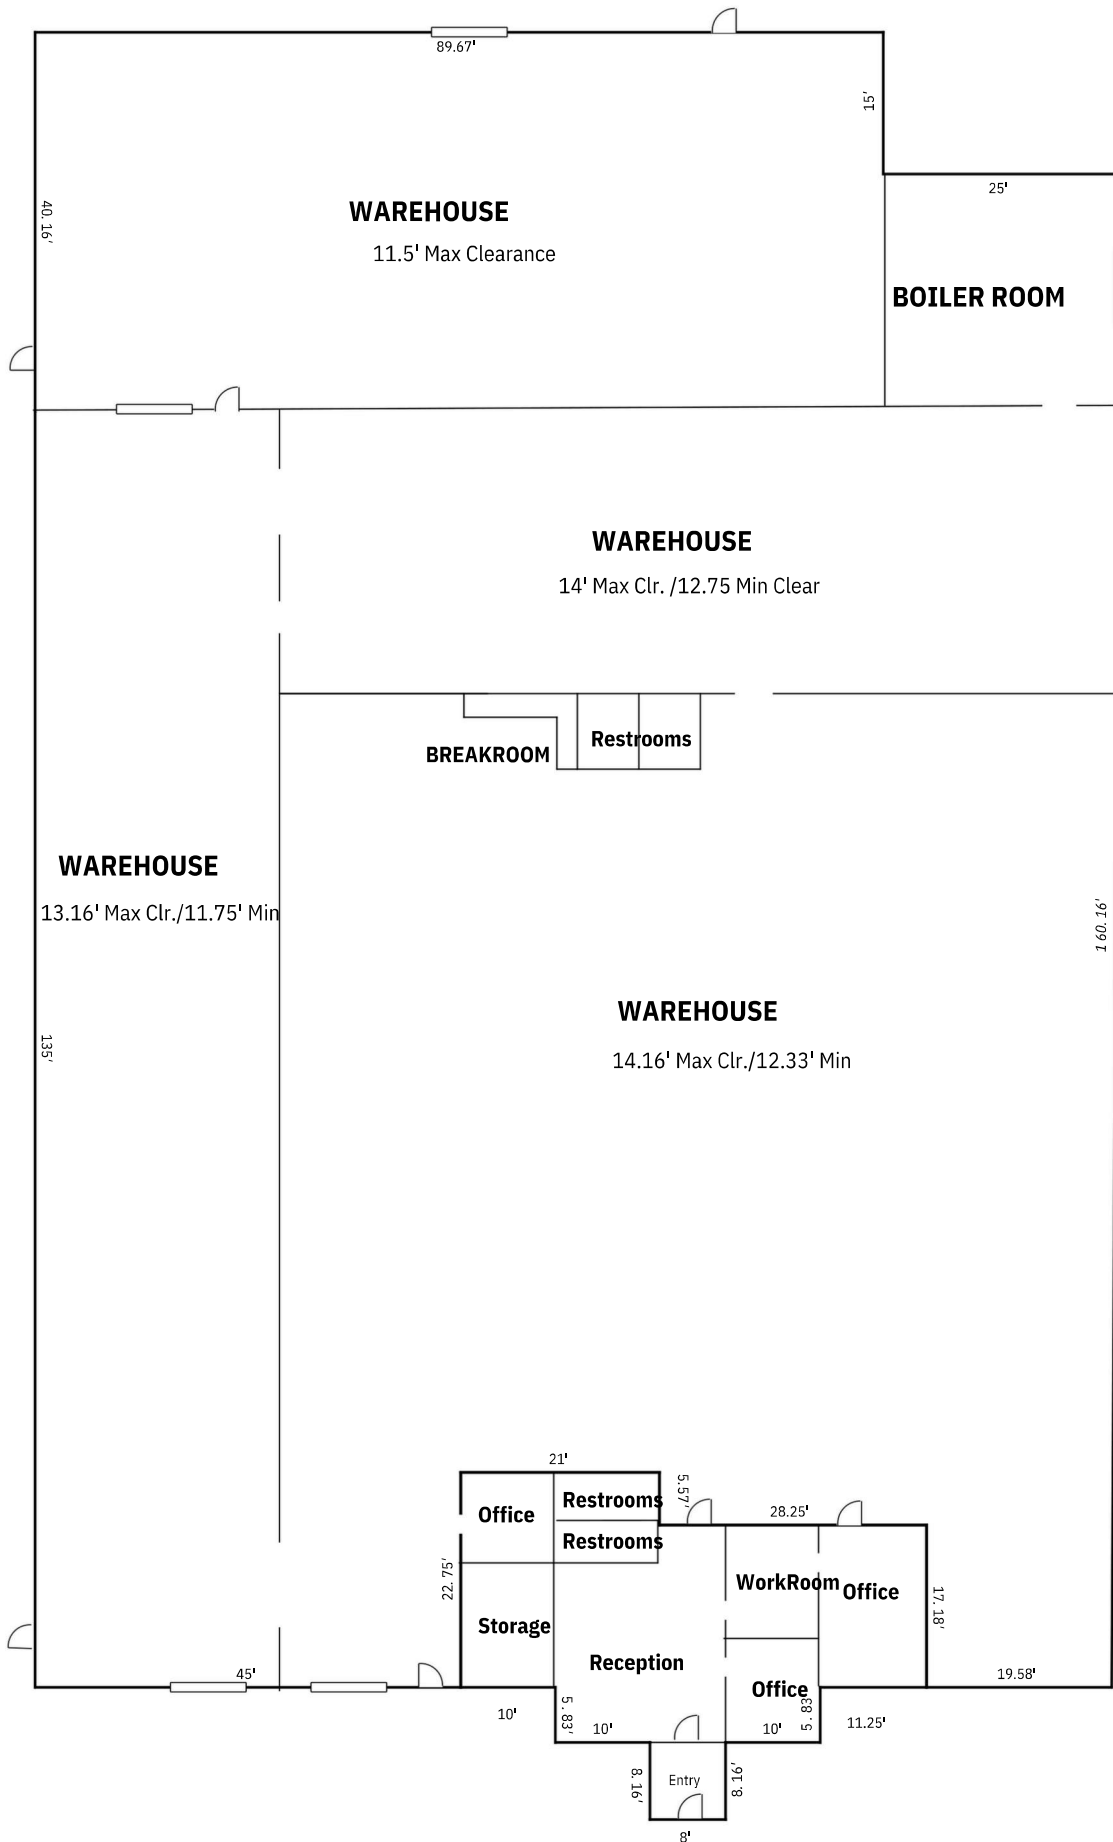 89.67'
15'
25'
40.16'
WAREHOUSE
11.5' Max Clearance
BOILER ROOM
WAREHOUSE
14' Max Clr. /12.75 Min Clear
Restrooms
BREAKROOM
WAREHOUSE
13.16' Max Clr./11.75' Min
1 60.16'
WAREHOUSE
14.16' Max Clr./12.33' Min
135'
21'
5.57'
28.25'
Office
Restrooms
Restrooms
22.75'
WorkRoom
Office
17.18'
Storage
Reception
45'
19.58'
Office
10'
5.83'
10'
10'
5.83
11.25'
8.16'
Entry
8.16'
8'